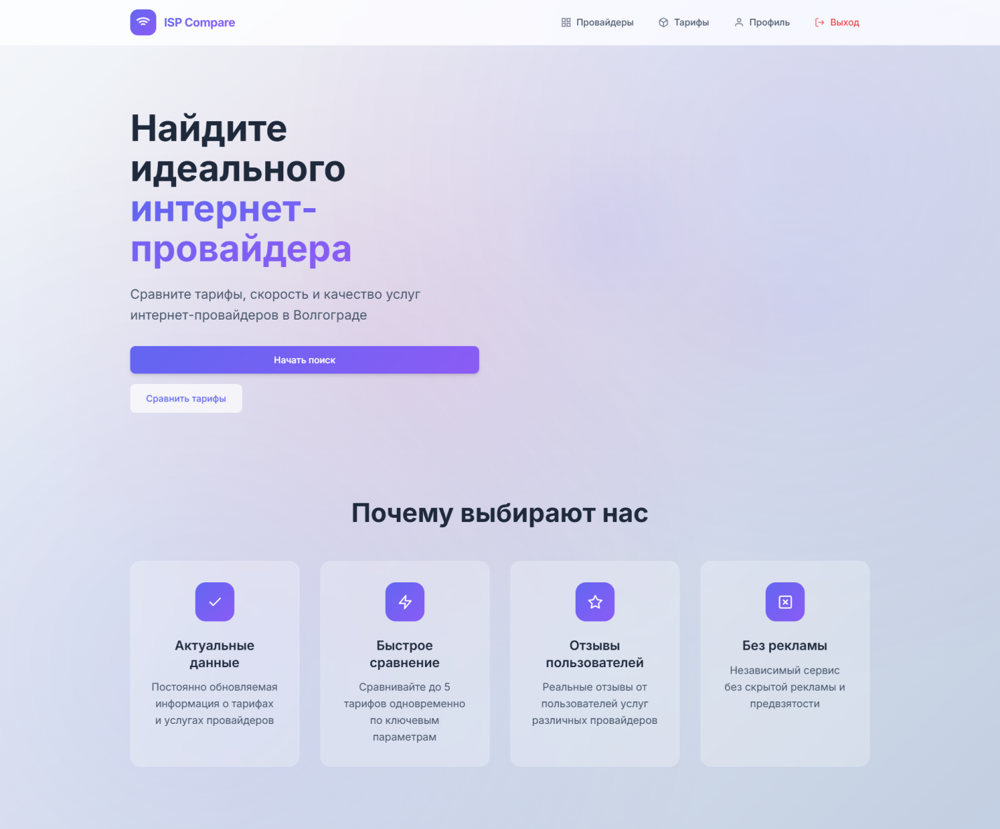 ISP Compare
Провайдеры
Тарифы
Профиль
Выход
Найдите
идеального
интернет-
провайдера
Сравните тарифы, скорость и качество услуг
интернет-провайдеров в Волгограде
Начать поиск
Сравнить тарифы
Почему выбирают нас
Актуальные
данные
Постоянно обновляемая
информация о тарифах
и услугах провайдеров
Быстрое
сравнение
Сравнивайте до 5
тарифов одновременно
по ключевым
параметрам
Отзывы
пользователей
Реальные отзывы от
пользователей услуг
различных провайдеров
Без рекламы
Независимый сервис
без скрытой рекламы и
предвзятости